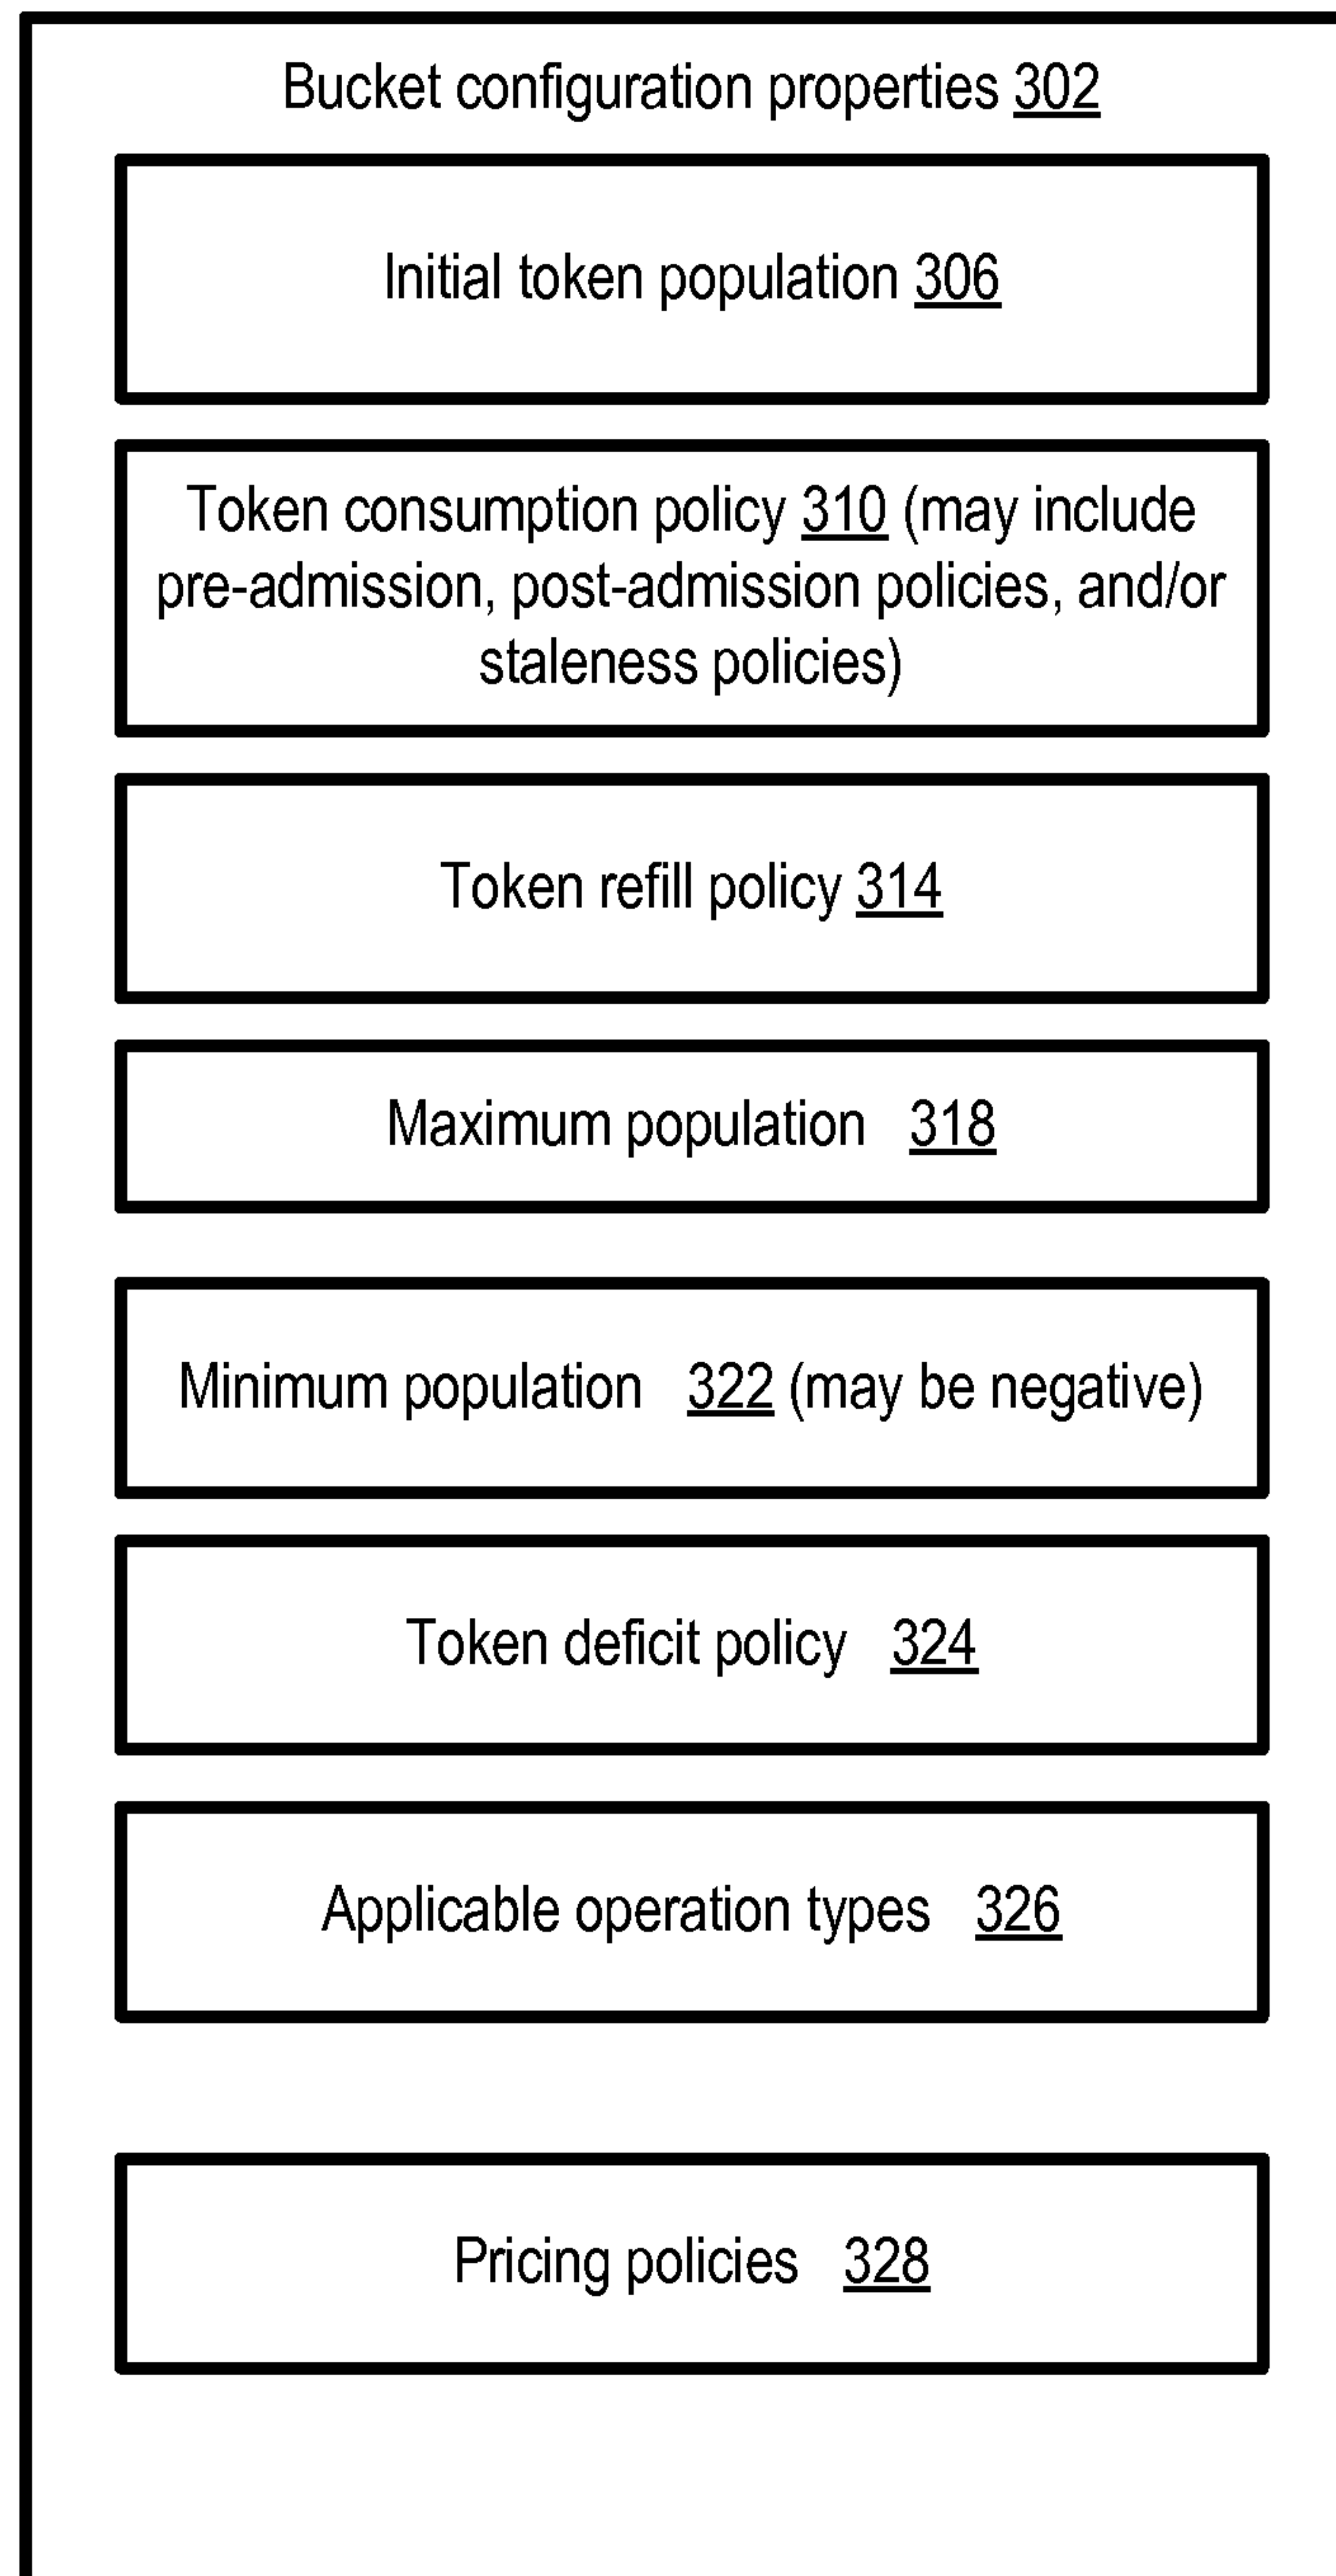 Bucket configuration properties 302
Initial token population 306
Token consumption policy 310 (may include
pre-admission, post-admission policies, and/or
staleness policies)
Token refill policy 314
Maximum population 318
Minimum population 322 (may be negative)
Token deficit policy 324
Applicable operation types 326
Pricing policies 328